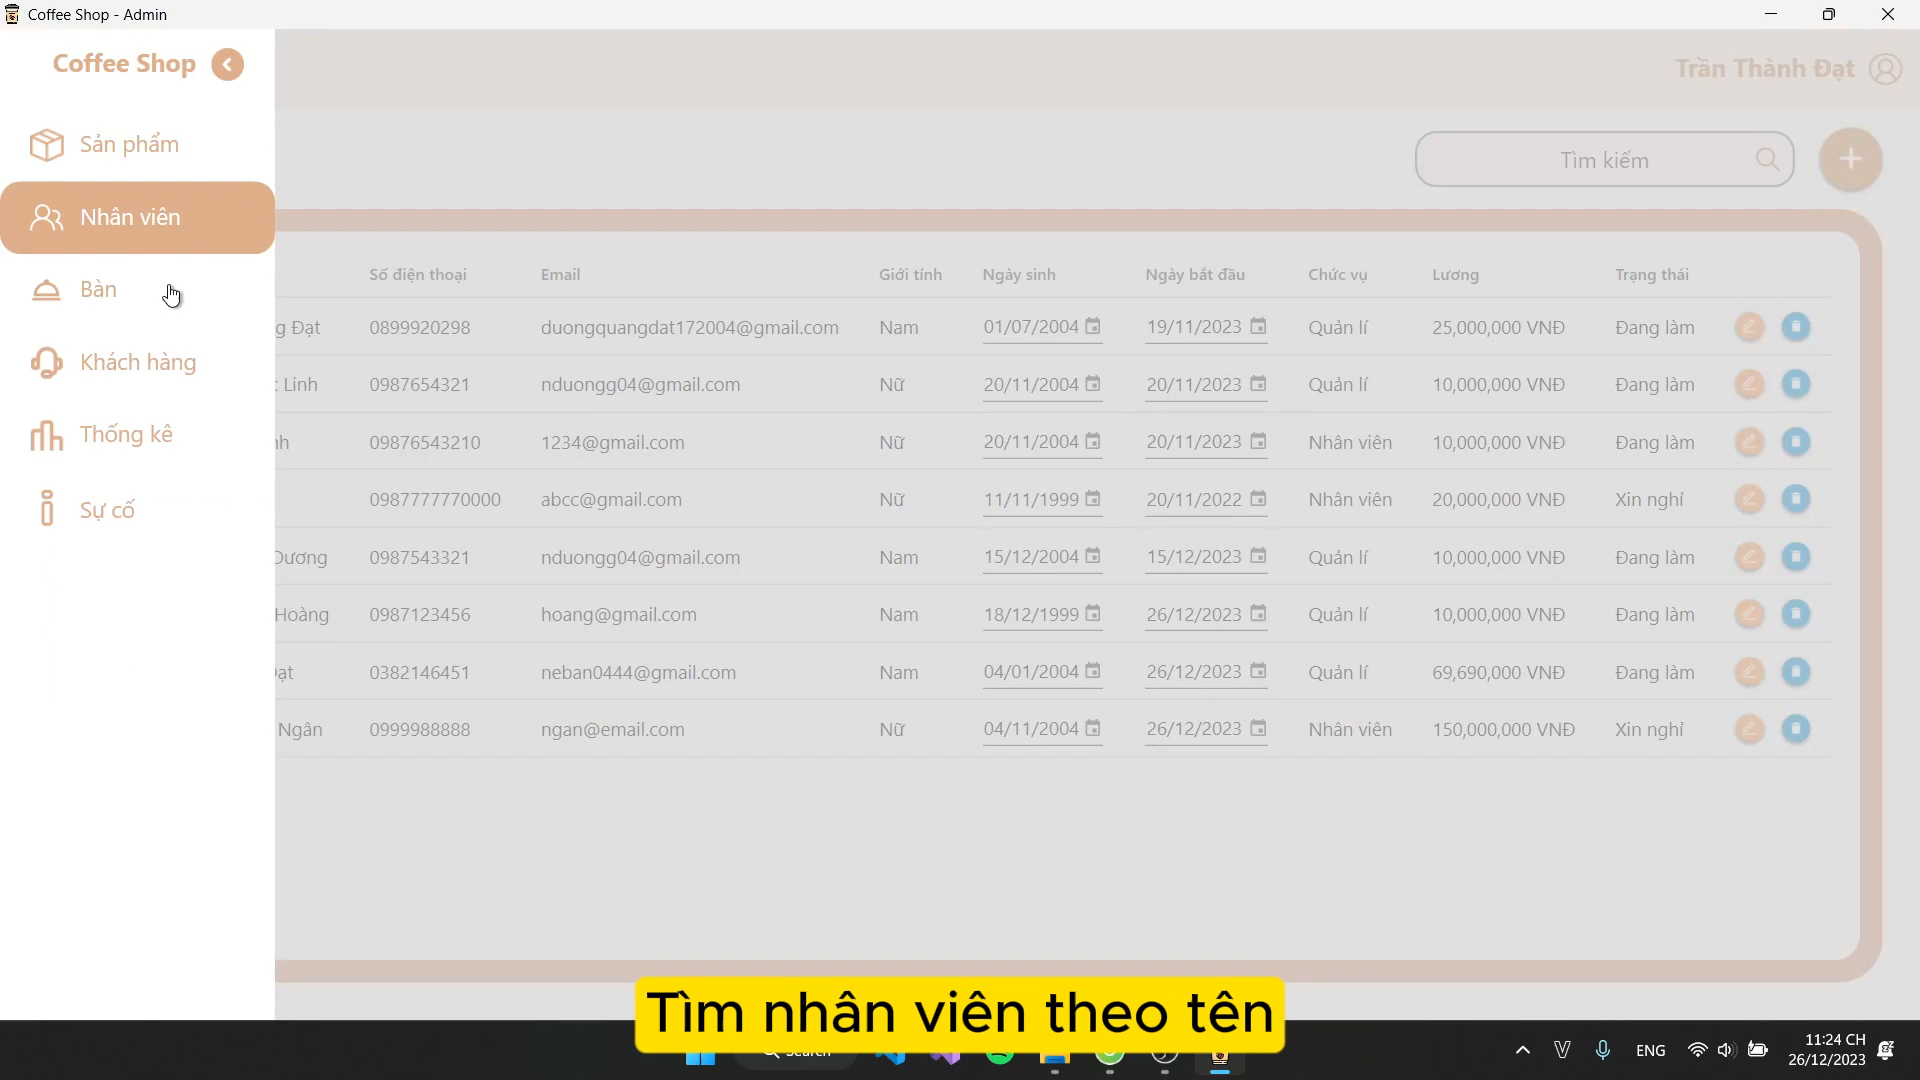 Coffee Shop - Admin
Coffee Shop
Trần Thành Đạt
Sản phẩm
Tìm kiếm
Nhân viên
Bàn
Khách hàng
Thống kê
Sự cố
Số điện thoại Email Giới tính Ngày sinh Ngày bắt đầu Chức vụ Lương Trạng thái
g Đạt 0899920298 duongquangdat172004@gmail.com Nam 01/07/2004 19/11/2023 Quản lí 25,000,000 VNĐ Đang làm
Linh 0987654321 nduongg04@gmail.com Nữ 20/11/2004 20/11/2023 Quản lí 10,000,000 VNĐ Đang làm
nh 09876543210 1234@gmail.com Nữ 20/11/2004 20/11/2023 Nhân viên 10,000,000 VNĐ Đang làm
0987777770000 abcc@gmail.com Nữ 11/11/1999 20/11/2022 Nhân viên 20,000,000 VNĐ Xin nghỉ
Dương 0987543321 nduongg04@gmail.com Nam 15/12/2004 15/12/2023 Quản lí 10,000,000 VNĐ Đang làm
Hoàng 0987123456 hoang@gmail.com Nam 18/12/1999 26/12/2023 Quản lí 10,000,000 VNĐ Đang làm
ạt 0382146451 neban0444@gmail.com Nam 04/01/2004 26/12/2023 Quản lí 69,690,000 VNĐ Đang làm
Ngân 0999988888 ngan@email.com Nữ 04/11/2004 26/12/2023 Nhân viên 150,000,000 VNĐ Xin nghỉ
Tìm nhân viên theo tên
Search
ENG
11:24 CH
26/12/2023